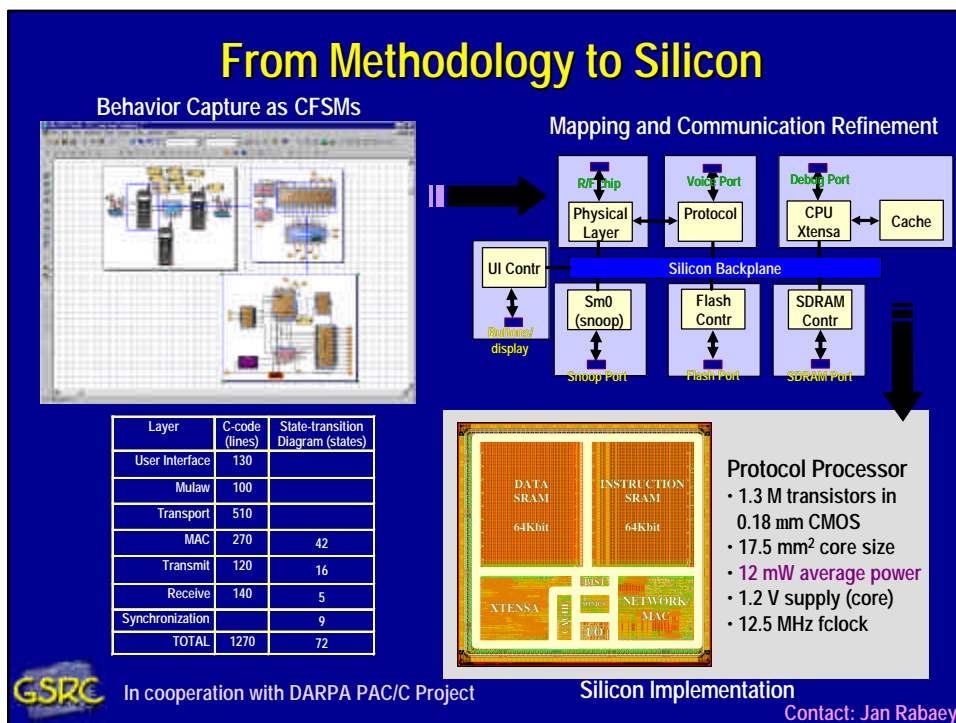 From Methodology to Silicon
Behavior Capture as CFSMs
Mapping and Communication Refinement
R/F chip
Voice Port
Debug Port
Physical
Layer
Protocol
CPU
Xtensa
Cache
UI Contr
Silicon Backplane
Buttons/
display
Sm0
(snoop)
Flash
Contr
SDRAM
Contr
Snoop Port
Flash Port
SDRAM Port
Layer C-code (lines) State-transition Diagram (states)
User Interface 130
Mulaw 100
Transport 510
MAC 270 42
Transmit 120 16
Receive 140 5
Synchronization 9
TOTAL 1270 72
DATA
SRAM
64Kbit
INSTRUCTION
SRAM
64Kbit
XTENSA
CACHE
BIST
NETWORK/
MAC
Protocol Processor
• 1.3 M transistors in
0.18 mm CMOS
• 17.5 mm² core size
• 12 mW average power
• 1.2 V supply (core)
• 12.5 MHz fclock
Silicon Implementation
GSRC
In cooperation with DARPA PAC/C Project
Contact: Jan Rabaey